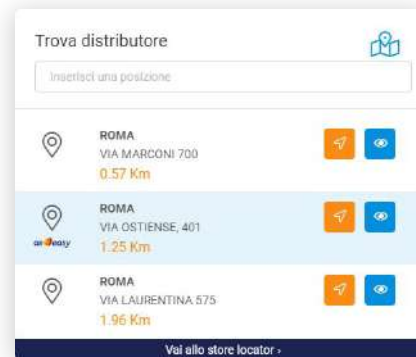 Trova distributore
Inserisci una posizione
ROMA
VIA MARCONI 700
0.57 Km
ROMA
VIA OSTIENSE, 401
1.25 Km
ROMA
VIA LAURENTINA 575
1.96 Km
Vai allo store locator ›